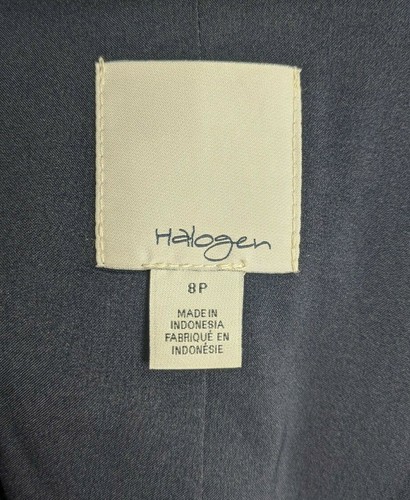 Halogen
8P
MADE IN
INDONESIA
FABRIQUÉ EN
INDONÉSIE